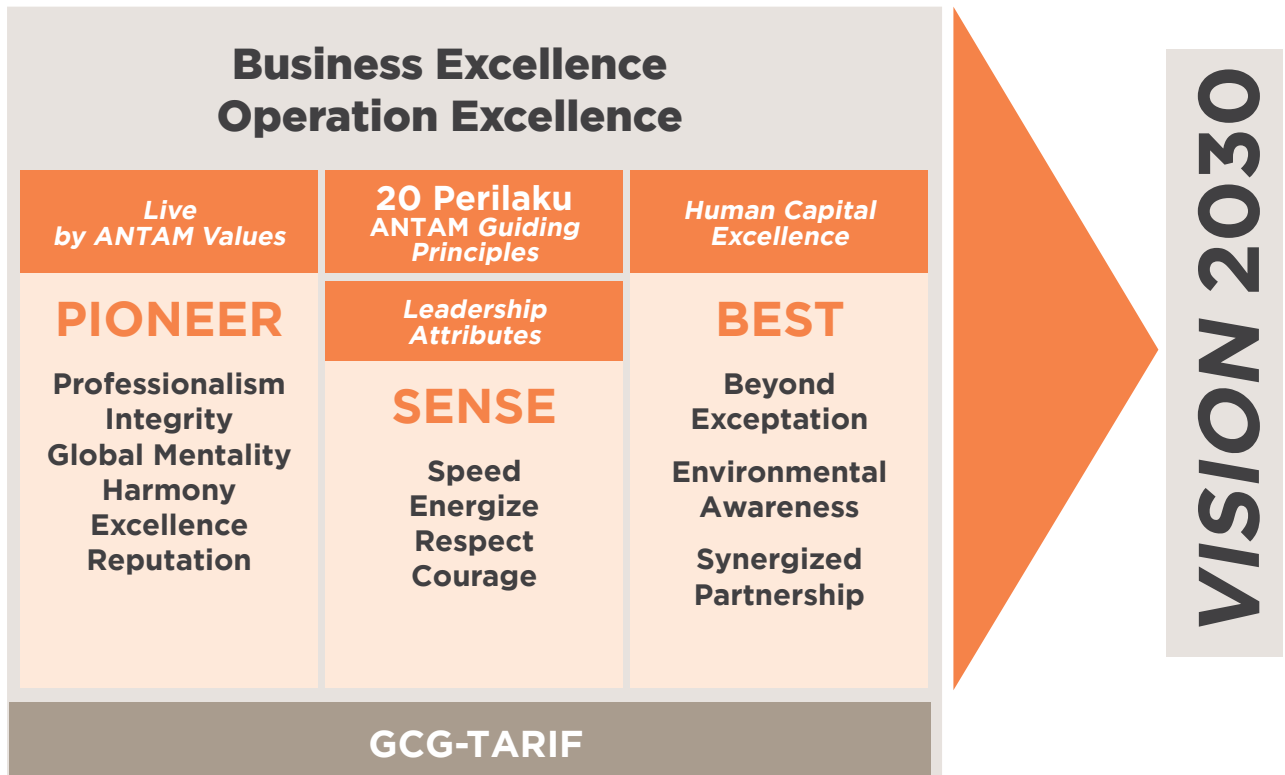 Business Excellence
Operation Excellence
Live
by ANTAM Values
PIONEER
Professionalism
Integrity
Global Mentality
Harmony
Excellence
Reputation
20 Perilaku
ANTAM Guiding
Principles
Leadership
Attributes
SENSE
Speed
Energize
Respect
Courage
Human Capital
Excellence
BEST
Beyond
Exceptation
Environmental
Awareness
Synergized
Partnership
GCG-TARIF
VISION 2030